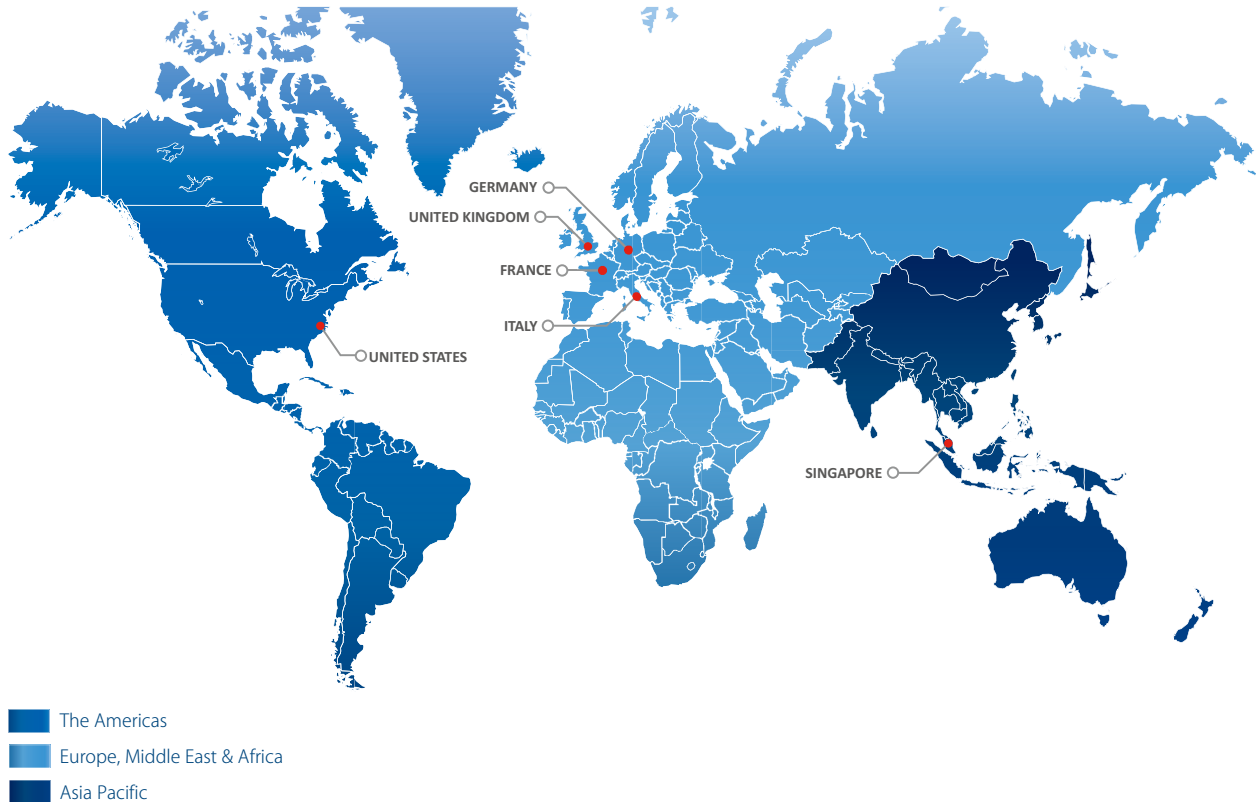 GERMANY
UNITED KINGDOM
FRANCE
ITALY
UNITED STATES
SINGAPORE
The Americas
Europe, Middle East & Africa
Asia Pacific